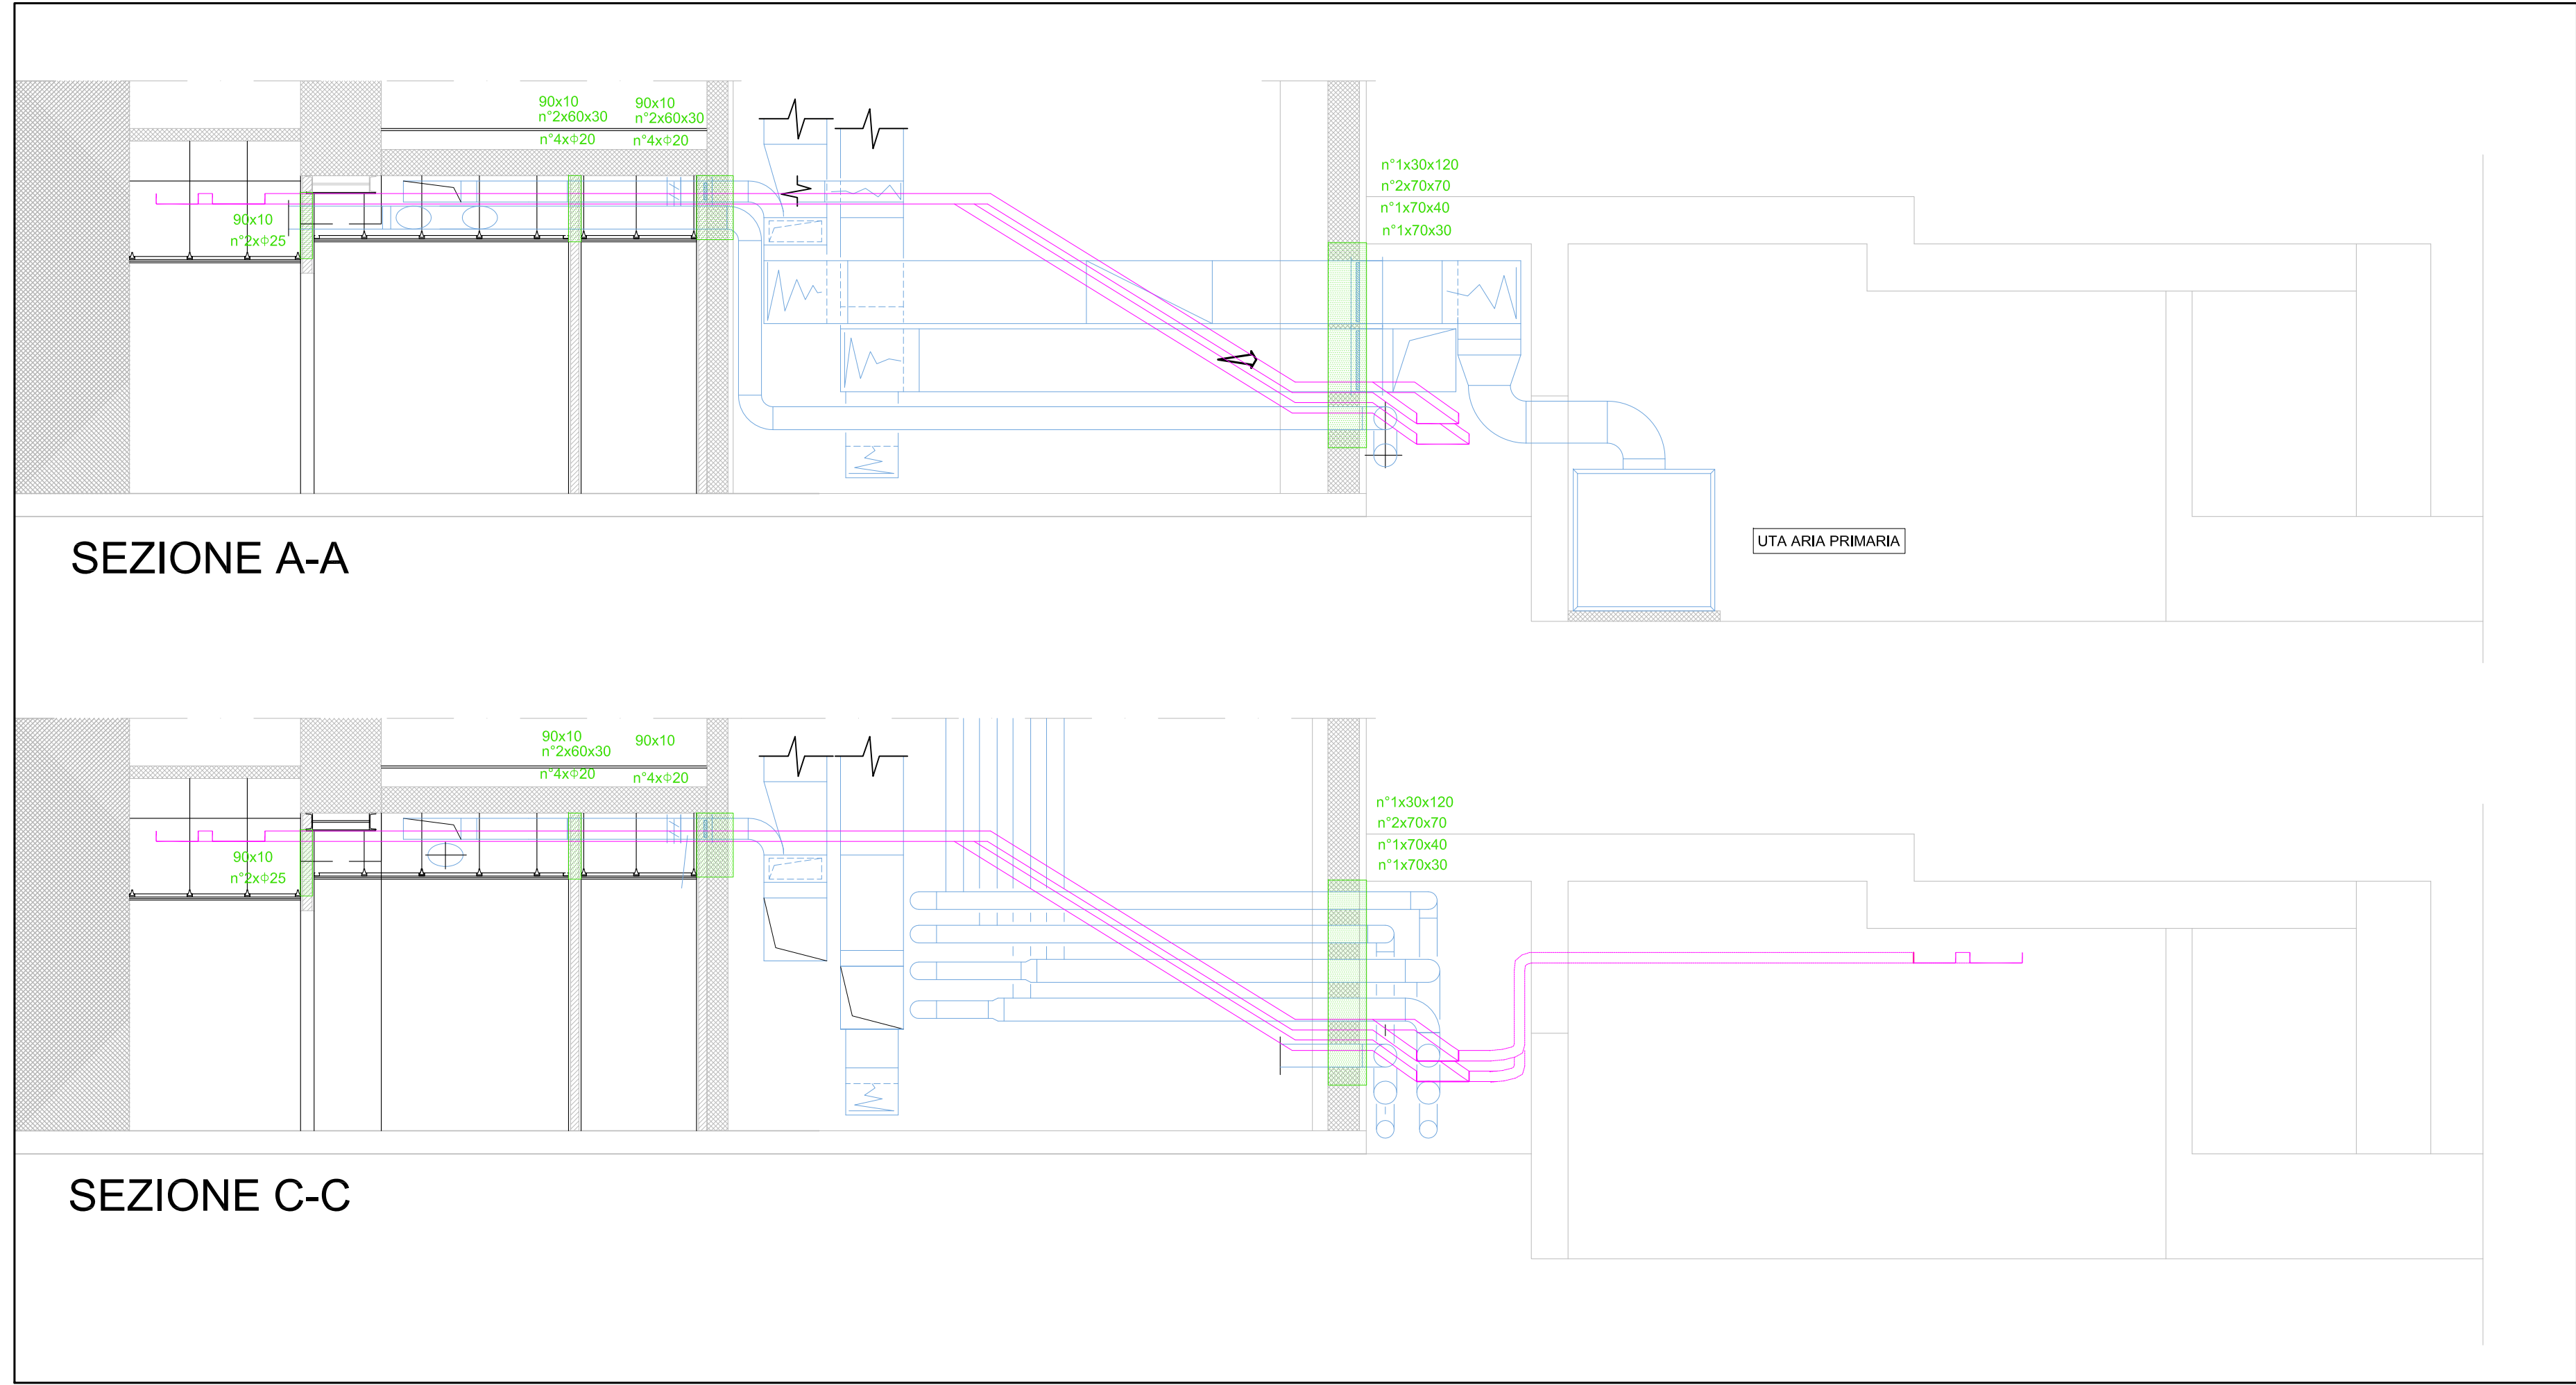 90x10
n°2x60x30
n°4xΦ20
90x10
n°2x60x30
n°4xΦ20
n°1x30x120
n°2x70x70
n°1x70x40
n°1x70x30
90x10
n°2xΦ25
UTA ARIA PRIMARIA
SEZIONE A-A
90x10
n°2x60x30
n°4xΦ20
90x10
n°4xΦ20
n°1x30x120
n°2x70x70
n°1x70x40
n°1x70x30
90x10
n°2xΦ25
SEZIONE C-C